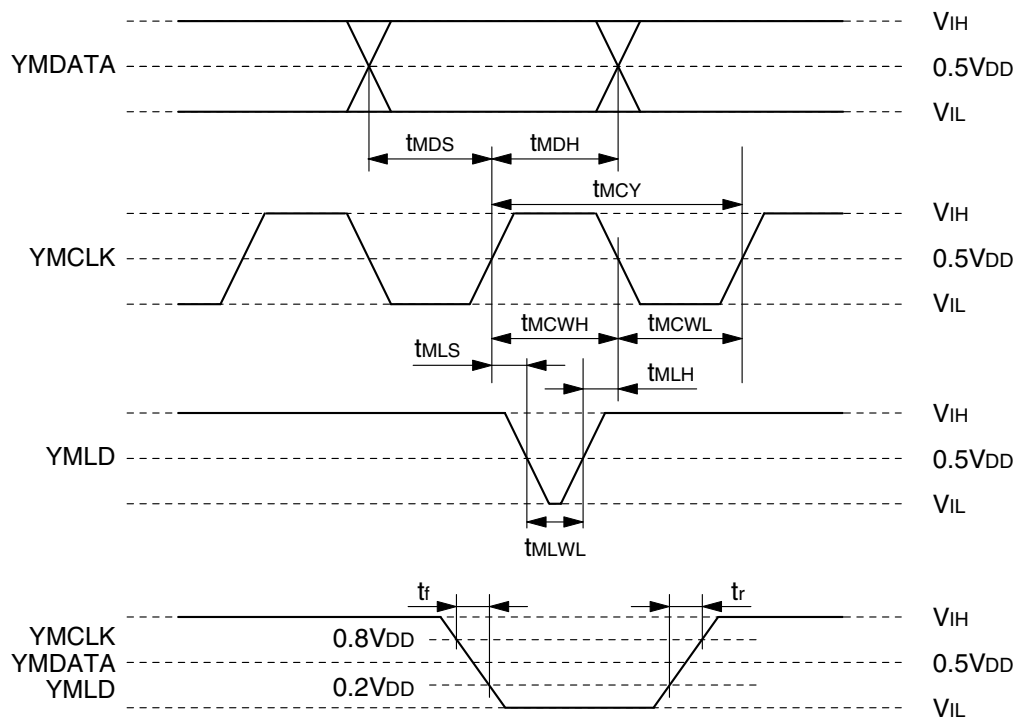 VIH
YMDATA 0.5VDD
VIL
tMDS tMDH
tMCY
VIH
YMCLK 0.5VDD
VIL
tMCWH tMCWL
tMLS tMLH
VIH
YMLD 0.5VDD
VIL
tMLWL
tf tr
VIH
YMCLK 0.8VDD
YMDATA 0.5VDD
YMLD 0.2VDD
VIL